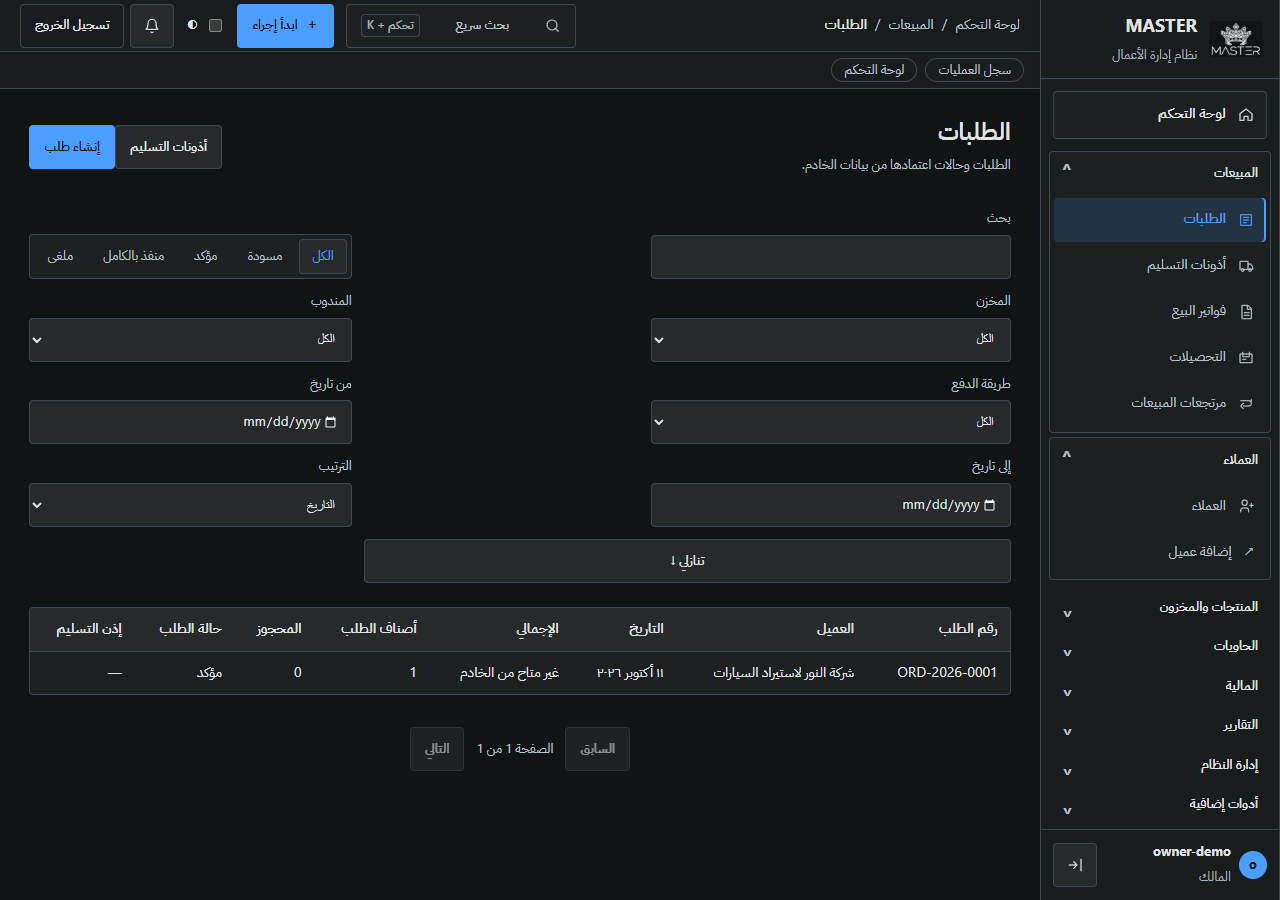 MASTER
نظام إدارة الأعمال
MASTER
لوحة التحكم
المبيعات
الطلبات
أذونات التسليم
فواتير البيع
التحصيلات
مرتجعات المبيعات
العملاء
العملاء
إضافة عميل
المنتجات والمخزون
الحاويات
المالية
التقارير
إدارة النظام
أدوات إضافية
owner-demo
المالك
لوحة التحكم / المبيعات / الطلبات
بحث سريع تحكم + K
+ ابدأ إجراء
تسجيل الخروج
سجل العمليات لوحة التحكم
الطلبات
الطلبات وحالات اعتمادها من بيانات الخادم.
أذونات التسليم إنشاء طلب
بحث
الكل مسودة مؤكد منفذ بالكامل ملغى
المخزن المندوب
الكل الكل
طريقة الدفع من تاريخ
الكل mm/dd/yyyy
إلى تاريخ الترتيب
mm/dd/yyyy التاريخ
تنازلي ↓
رقم الطلب العميل التاريخ الإجمالي أصناف الطلب المحجوز حالة الطلب إذن التسليم
ORD-2026-0001 شركة النور لاستيراد السيارات ١١ أكتوبر ٢٠٢٦ غير متاح من الخادم 1 0 مؤكد —
السابق الصفحة 1 من 1 التالي